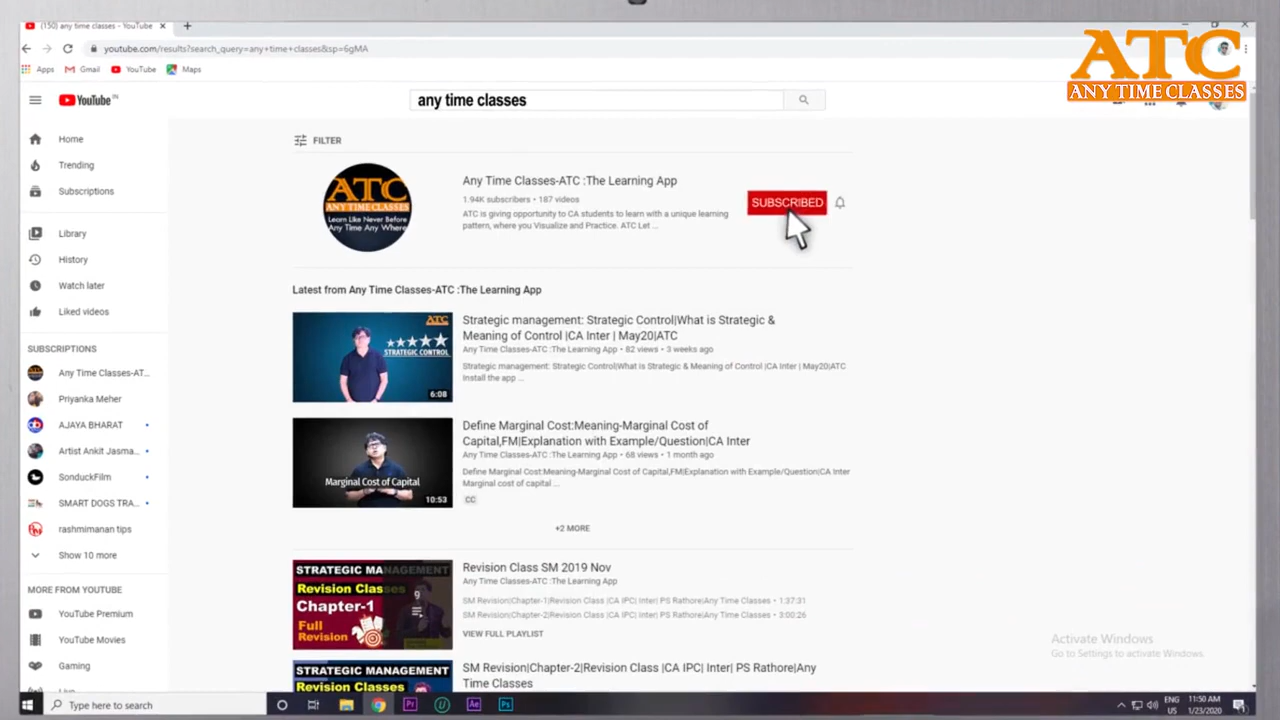 (150) any time classes - YouTube
youtube.com/results?search_query=any+time+classes&sp=6gMA
Apps Gmail YouTube Maps
ATC
ANY TIME CLASSES
YouTube IN
any time classes
Home
Trending
Subscriptions
Library
History
Watch later
Liked videos
SUBSCRIPTIONS
Any Time Classes-AT...
Priyanka Meher
AJAYA BHARAT
Artist Ankit Jasma...
SonduckFilm
SMART DOGS TRA...
rashmimanan tips
Show 10 more
MORE FROM YOUTUBE
YouTube Premium
YouTube Movies
Gaming
Live
FILTER
ATC
ANY TIME CLASSES
Learn Like Never Before
Any Time Any Where
Any Time Classes-ATC :The Learning App
1.94K subscribers • 187 videos
ATC is giving opportunity to CA students to learn with a unique learning
pattern, where you Visualize and Practice. ATC Let ...
SUBSCRIBED
Latest from Any Time Classes-ATC :The Learning App
ATC
STRATEGIC CONTROL
6:08
Strategic management: Strategic Control|What is Strategic &
Meaning of Control |CA Inter | May20|ATC
Any Time Classes-ATC :The Learning App • 82 views • 3 weeks ago
Strategic management: Strategic Control|What is Strategic & Meaning of Control |CA Inter | May20|ATC
Install the app ...
Marginal Cost of Capital
10:53
Define Marginal Cost:Meaning-Marginal Cost of
Capital,FM|Explanation with Example/Question|CA Inter
Any Time Classes-ATC :The Learning App • 68 views • 1 month ago
Define Marginal Cost:Meaning-Marginal Cost of Capital,FM|Explanation with Example/Question|CA Inter
Marginal cost of capital ...
CC
+2 MORE
STRATEGIC MANAGEMENT
Revision Classes
Chapter-1
Full
Revision
9
Revision Class SM 2019 Nov
Any Time Classes-ATC :The Learning App
SM Revision|Chapter-1|Revision Class |CA IPC| Inter| PS Rathore|Any Time Classes • 1:37:31
SM Revision|Chapter-2|Revision Class |CA IPC| Inter| PS Rathore|Any Time Classes • 3:00:26
VIEW FULL PLAYLIST
STRATEGIC MANAGEMENT
Revision Classes
SM Revision|Chapter-2|Revision Class |CA IPC| Inter| PS Rathore|Any
Time Classes
Activate Windows
Go to Settings to activate Windows.
Type here to search
Pr
Ae
Ps
ENG
US
11:50 AM
1/23/2020